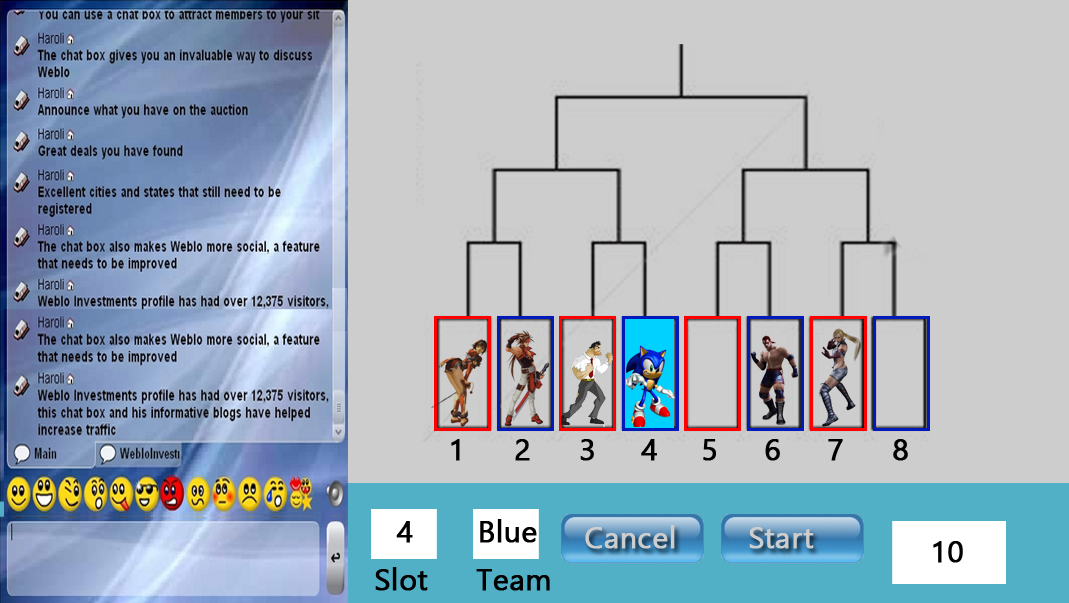 You can use a chat box to attract members to your sit
Haroli
The chat box gives you an invaluable way to discuss
Weblo
Haroli
Announce what you have on the auction
Haroli
Great deals you have found
Haroli
Excellent cities and states that still need to be
registered
Haroli
The chat box also makes Weblo more social, a feature
that needs to be improved
Haroli
Weblo Investments profile has had over 12,375 visitors,
Haroli
The chat box also makes Weblo more social, a feature
that needs to be improved
Haroli
Weblo Investments profile has had over 12,375 visitors,
this chat box and his informative blogs have helped
increase traffic
Main
WebloInvesti
1 2 3 4 5 6 7 8
4 Blue Cancel Start 10
Slot Team